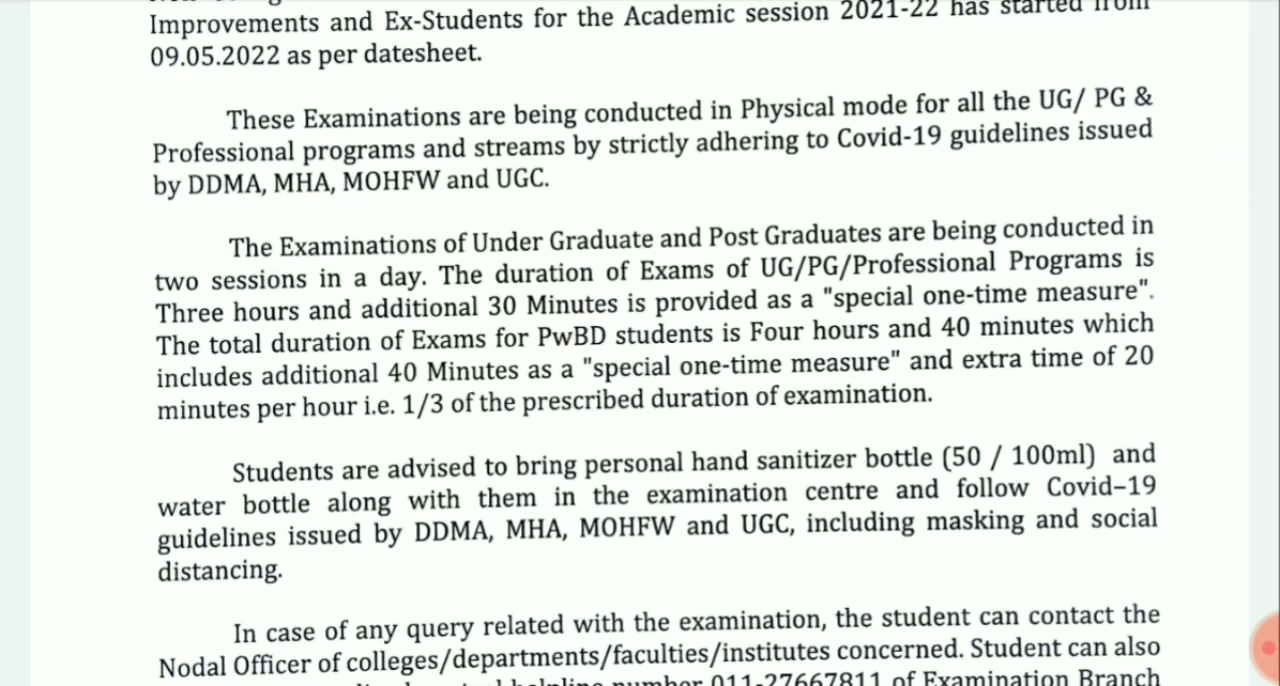 Improvements and Ex-Students for the Academic session 2021-22 has started from
09.05.2022 as per datesheet.
These Examinations are being conducted in Physical mode for all the UG/ PG &
Professional programs and streams by strictly adhering to Covid-19 guidelines issued
by DDMA, MHA, MOHFW and UGC.
The Examinations of Under Graduate and Post Graduates are being conducted in
two sessions in a day. The duration of Exams of UG/PG/Professional Programs is
Three hours and additional 30 Minutes is provided as a "special one-time measure".
The total duration of Exams for PwBD students is Four hours and 40 minutes which
includes additional 40 Minutes as a "special one-time measure" and extra time of 20
minutes per hour i.e. 1/3 of the prescribed duration of examination.
Students are advised to bring personal hand sanitizer bottle (50 / 100ml) and
water bottle along with them in the examination centre and follow Covid–19
guidelines issued by DDMA, MHA, MOHFW and UGC, including masking and social
distancing.
In case of any query related with the examination, the student can contact the
Nodal Officer of colleges/departments/faculties/institutes concerned. Student can also
helpline number 011-27667811 of Examination Branch